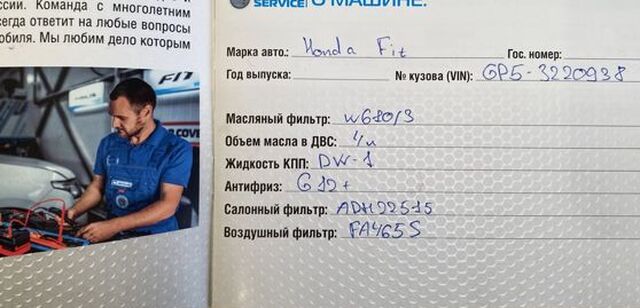 ссии. Команда с многолетним
сегда ответит на любые вопросы
обиля. Мы любим дело которым
FIT
SERVICE О МАШИНЕ.
Марка авто.: Honda Fit Гос. номер:
Год выпуска: № кузова (VIN): GP5-3220938
Масляный фильтр: W610/3
Объем масла в ДВС: 4л
Жидкость КПП: DW-1
Антифриз: G12+
Салонный фильтр: ADH22515
Воздушный фильтр: FA465S